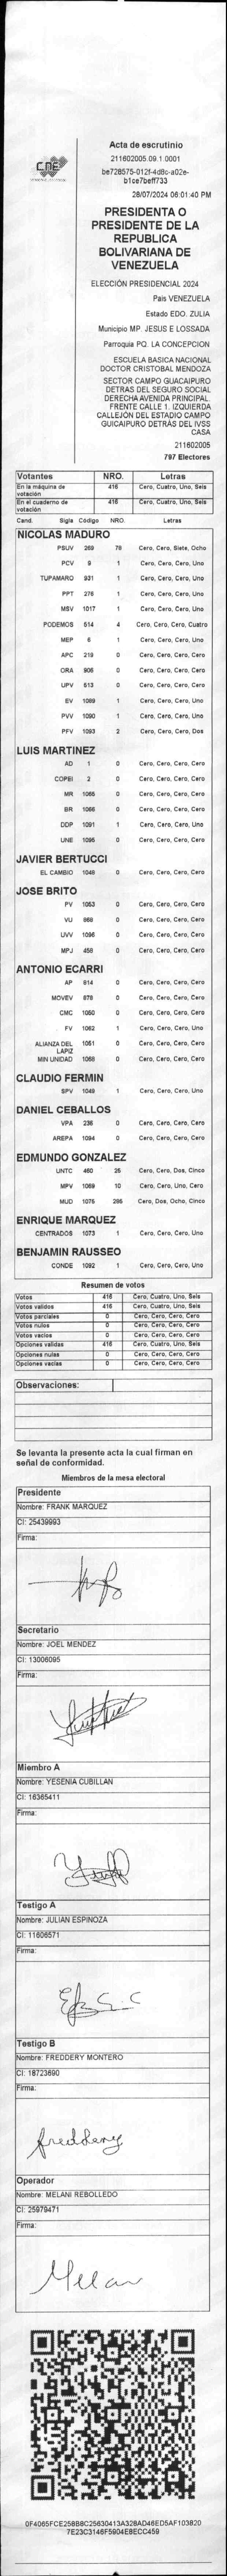 CNE
Acta de escrutinio
211602005.09.1.0001
be728575-012f-4d8c-a02e-
b1ce7beff733
28/07/2024 06:01:40 PM
PRESIDENTA O
PRESIDENTE DE LA
REPUBLICA
BOLIVARIANA DE
VENEZUELA
ELECCIÓN PRESIDENCIAL 2024
País VENEZUELA
Estado EDO. ZULIA
Municipio MP. JESUS E LOSSADA
Parroquia PQ. LA CONCEPCION
ESCUELA BASICA NACIONAL
DOCTOR CRISTOBAL MENDOZA
SECTOR CAMPO GUACAIPURO
DETRAS DEL SEGURO SOCIAL
DERECHA AVENIDA PRINCIPAL.
FRENTE CALLE 1. IZQUIERDA
CALLEJÓN DEL ESTADIO CAMPO
GUICAIPURO DETRÁS DEL IVSS
CASA
211602005
797 Electores
Votantes NRO. Letras
En la máquina de votación 416 Cero, Cuatro, Uno, Seis
En el cuaderno de votación 416 Cero, Cuatro, Uno, Seis
Cand. Sigla Código NRO. Letras
NICOLAS MADURO
PSUV 269 78 Cero, Cero, Siete, Ocho
PCV 9 1 Cero, Cero, Cero, Uno
TUPAMARO 931 1 Cero, Cero, Cero, Uno
PPT 276 1 Cero, Cero, Cero, Uno
MSV 1017 1 Cero, Cero, Cero, Uno
PODEMOS 514 4 Cero, Cero, Cero, Cuatro
MEP 6 1 Cero, Cero, Cero, Uno
APC 219 0 Cero, Cero, Cero, Cero
ORA 906 0 Cero, Cero, Cero, Cero
UPV 613 0 Cero, Cero, Cero, Cero
EV 1089 1 Cero, Cero, Cero, Uno
PVV 1090 1 Cero, Cero, Cero, Uno
PFV 1093 2 Cero, Cero, Cero, Dos
LUIS MARTINEZ
AD 1 0 Cero, Cero, Cero, Cero
COPEI 2 0 Cero, Cero, Cero, Cero
MR 1065 0 Cero, Cero, Cero, Cero
BR 1066 0 Cero, Cero, Cero, Cero
DDP 1091 1 Cero, Cero, Cero, Uno
UNE 1095 0 Cero, Cero, Cero, Cero
JAVIER BERTUCCI
EL CAMBIO 1048 0 Cero, Cero, Cero, Cero
JOSE BRITO
PV 1053 0 Cero, Cero, Cero, Cero
VU 868 0 Cero, Cero, Cero, Cero
UVV 1096 0 Cero, Cero, Cero, Cero
MPJ 458 0 Cero, Cero, Cero, Cero
ANTONIO ECARRI
AP 814 0 Cero, Cero, Cero, Cero
MOVEV 878 0 Cero, Cero, Cero, Cero
CMC 1050 0 Cero, Cero, Cero, Cero
FV 1062 1 Cero, Cero, Cero, Uno
ALIANZA DEL LAPIZ 1051 0 Cero, Cero, Cero, Cero
MIN UNIDAD 1068 0 Cero, Cero, Cero, Cero
CLAUDIO FERMIN
SPV 1049 1 Cero, Cero, Cero, Uno
DANIEL CEBALLOS
VPA 236 0 Cero, Cero, Cero, Cero
AREPA 1094 0 Cero, Cero, Cero, Cero
EDMUNDO GONZALEZ
UNTC 460 25 Cero, Cero, Dos, Cinco
MPV 1069 10 Cero, Cero, Uno, Cero
MUD 1075 285 Cero, Dos, Ocho, Cinco
ENRIQUE MARQUEZ
CENTRADOS 1073 1 Cero, Cero, Cero, Uno
BENJAMIN RAUSSEO
CONDE 1092 1 Cero, Cero, Cero, Uno
Resumen de votos
Votos 416 Cero, Cuatro, Uno, Seis
Votos validos 416 Cero, Cuatro, Uno, Seis
Votos parciales 0 Cero, Cero, Cero, Cero
Votos nulos 0 Cero, Cero, Cero, Cero
Votos vacíos 0 Cero, Cero, Cero, Cero
Opciones validas 416 Cero, Cuatro, Uno, Seis
Opciones nulas 0 Cero, Cero, Cero, Cero
Opciones vacías 0 Cero, Cero, Cero, Cero
Observaciones:
Se levanta la presente acta la cual firman en
señal de conformidad.
Miembros de la mesa electoral
Presidente
Nombre: FRANK MARQUEZ
CI: 25439993
Firma:
Secretario
Nombre: JOEL MENDEZ
CI: 13006095
Firma:
Miembro A
Nombre: YESENIA CUBILLAN
CI: 16365411
Firma:
Testigo A
Nombre: JULIAN ESPINOZA
CI: 11606571
Firma:
Testigo B
Nombre: FREDDERY MONTERO
CI: 18723690
Firma:
freddery
Operador
Nombre: MELANI REBOLLEDO
CI: 25979471
Firma:
Melan
0F4065FCE258B8C25630413A328AD46ED5AF103820
7E23C3146F5904E8ECC459